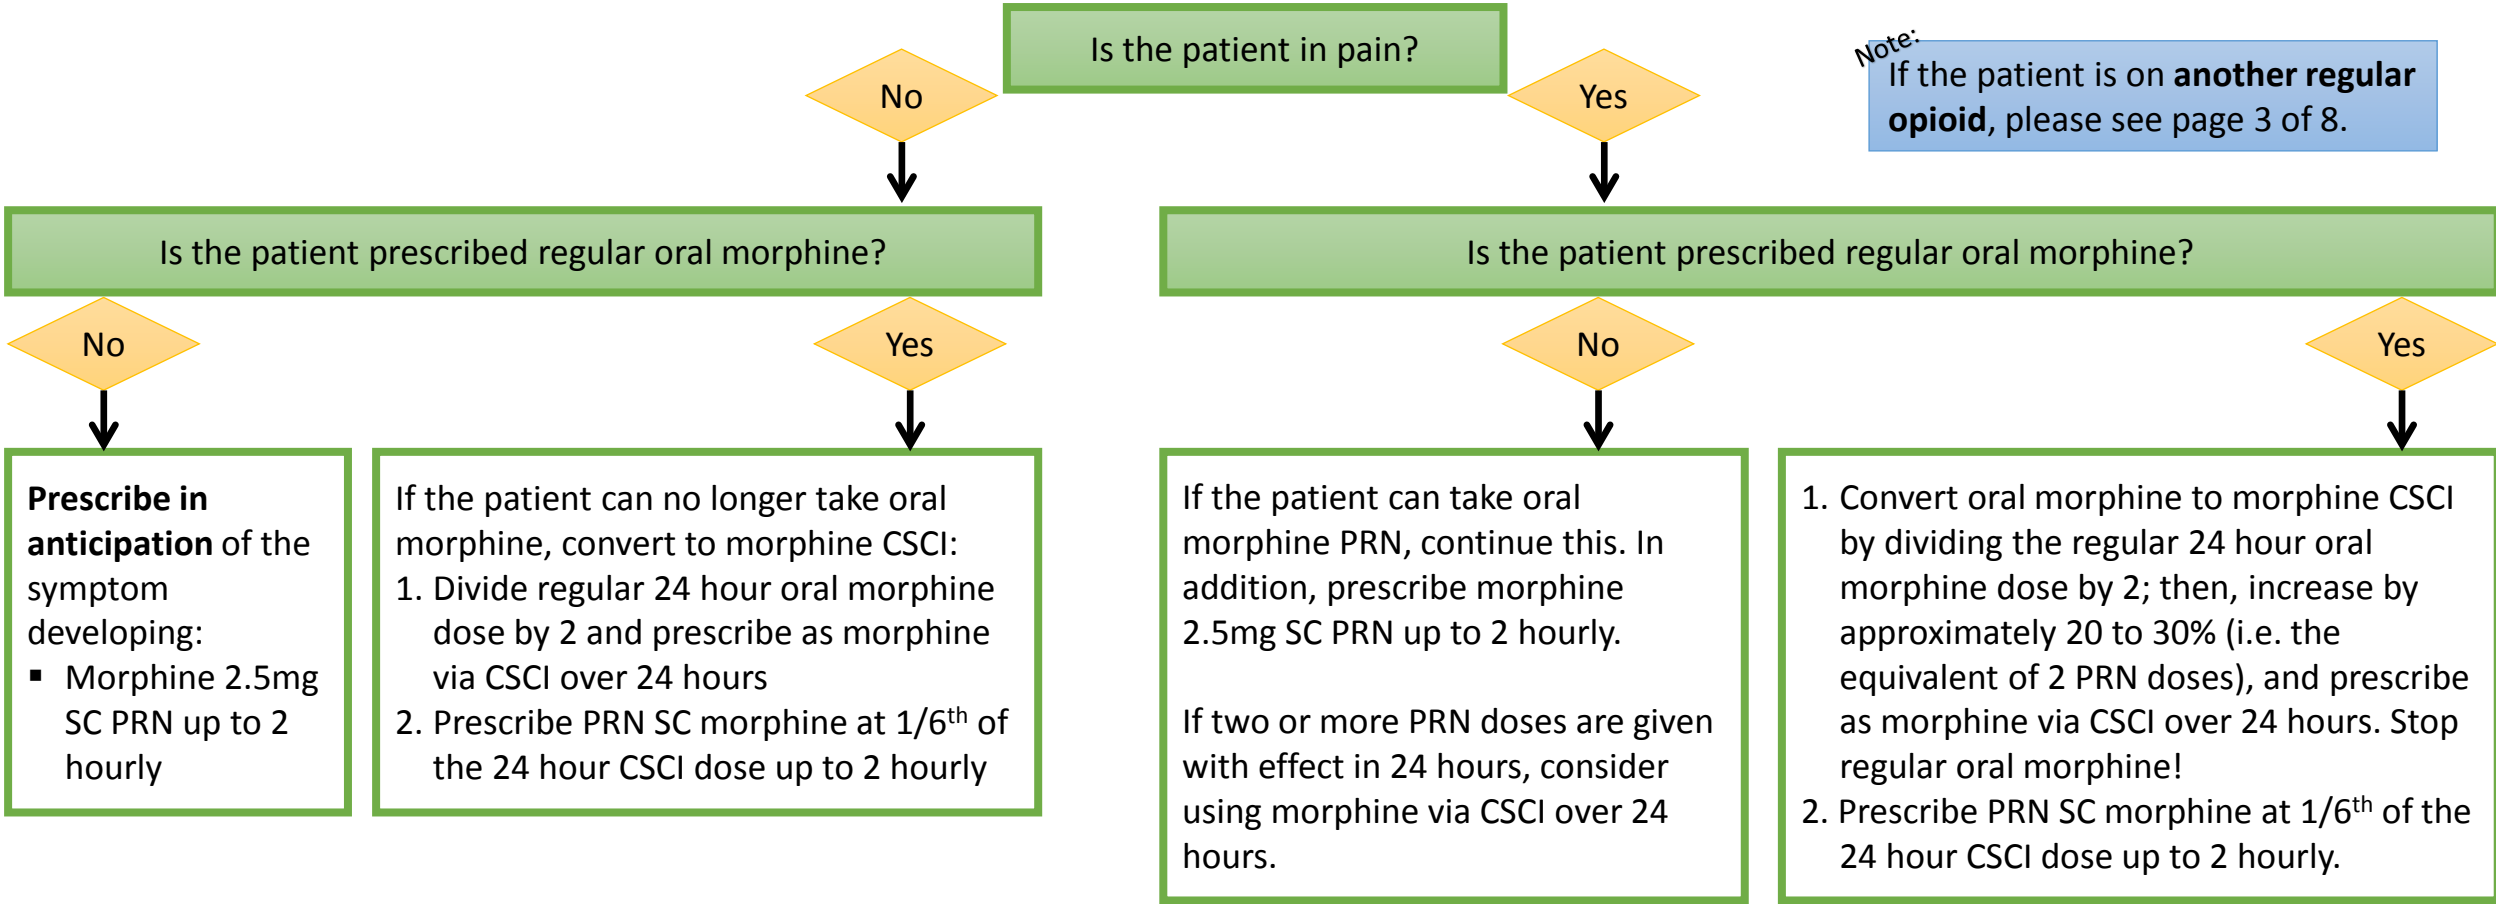 Is the patient in pain?
No
Yes
Note:
If the patient is on another regular
opioid, please see page 3 of 8.
Is the patient prescribed regular oral morphine?
No
Yes
Is the patient prescribed regular oral morphine?
No
Yes
Prescribe in
anticipation of the
symptom
developing:
▪ Morphine 2.5mg
SC PRN up to 2
hourly
If the patient can no longer take oral
morphine, convert to morphine CSCI:
1. Divide regular 24 hour oral morphine
dose by 2 and prescribe as morphine
via CSCI over 24 hours
2. Prescribe PRN SC morphine at 1/6th of
the 24 hour CSCI dose up to 2 hourly
If the patient can take oral
morphine PRN, continue this. In
addition, prescribe morphine
2.5mg SC PRN up to 2 hourly.
If two or more PRN doses are given
with effect in 24 hours, consider
using morphine via CSCI over 24
hours.
1. Convert oral morphine to morphine CSCI
by dividing the regular 24 hour oral
morphine dose by 2; then, increase by
approximately 20 to 30% (i.e. the
equivalent of 2 PRN doses), and prescribe
as morphine via CSCI over 24 hours. Stop
regular oral morphine!
2. Prescribe PRN SC morphine at 1/6th of the
24 hour CSCI dose up to 2 hourly.